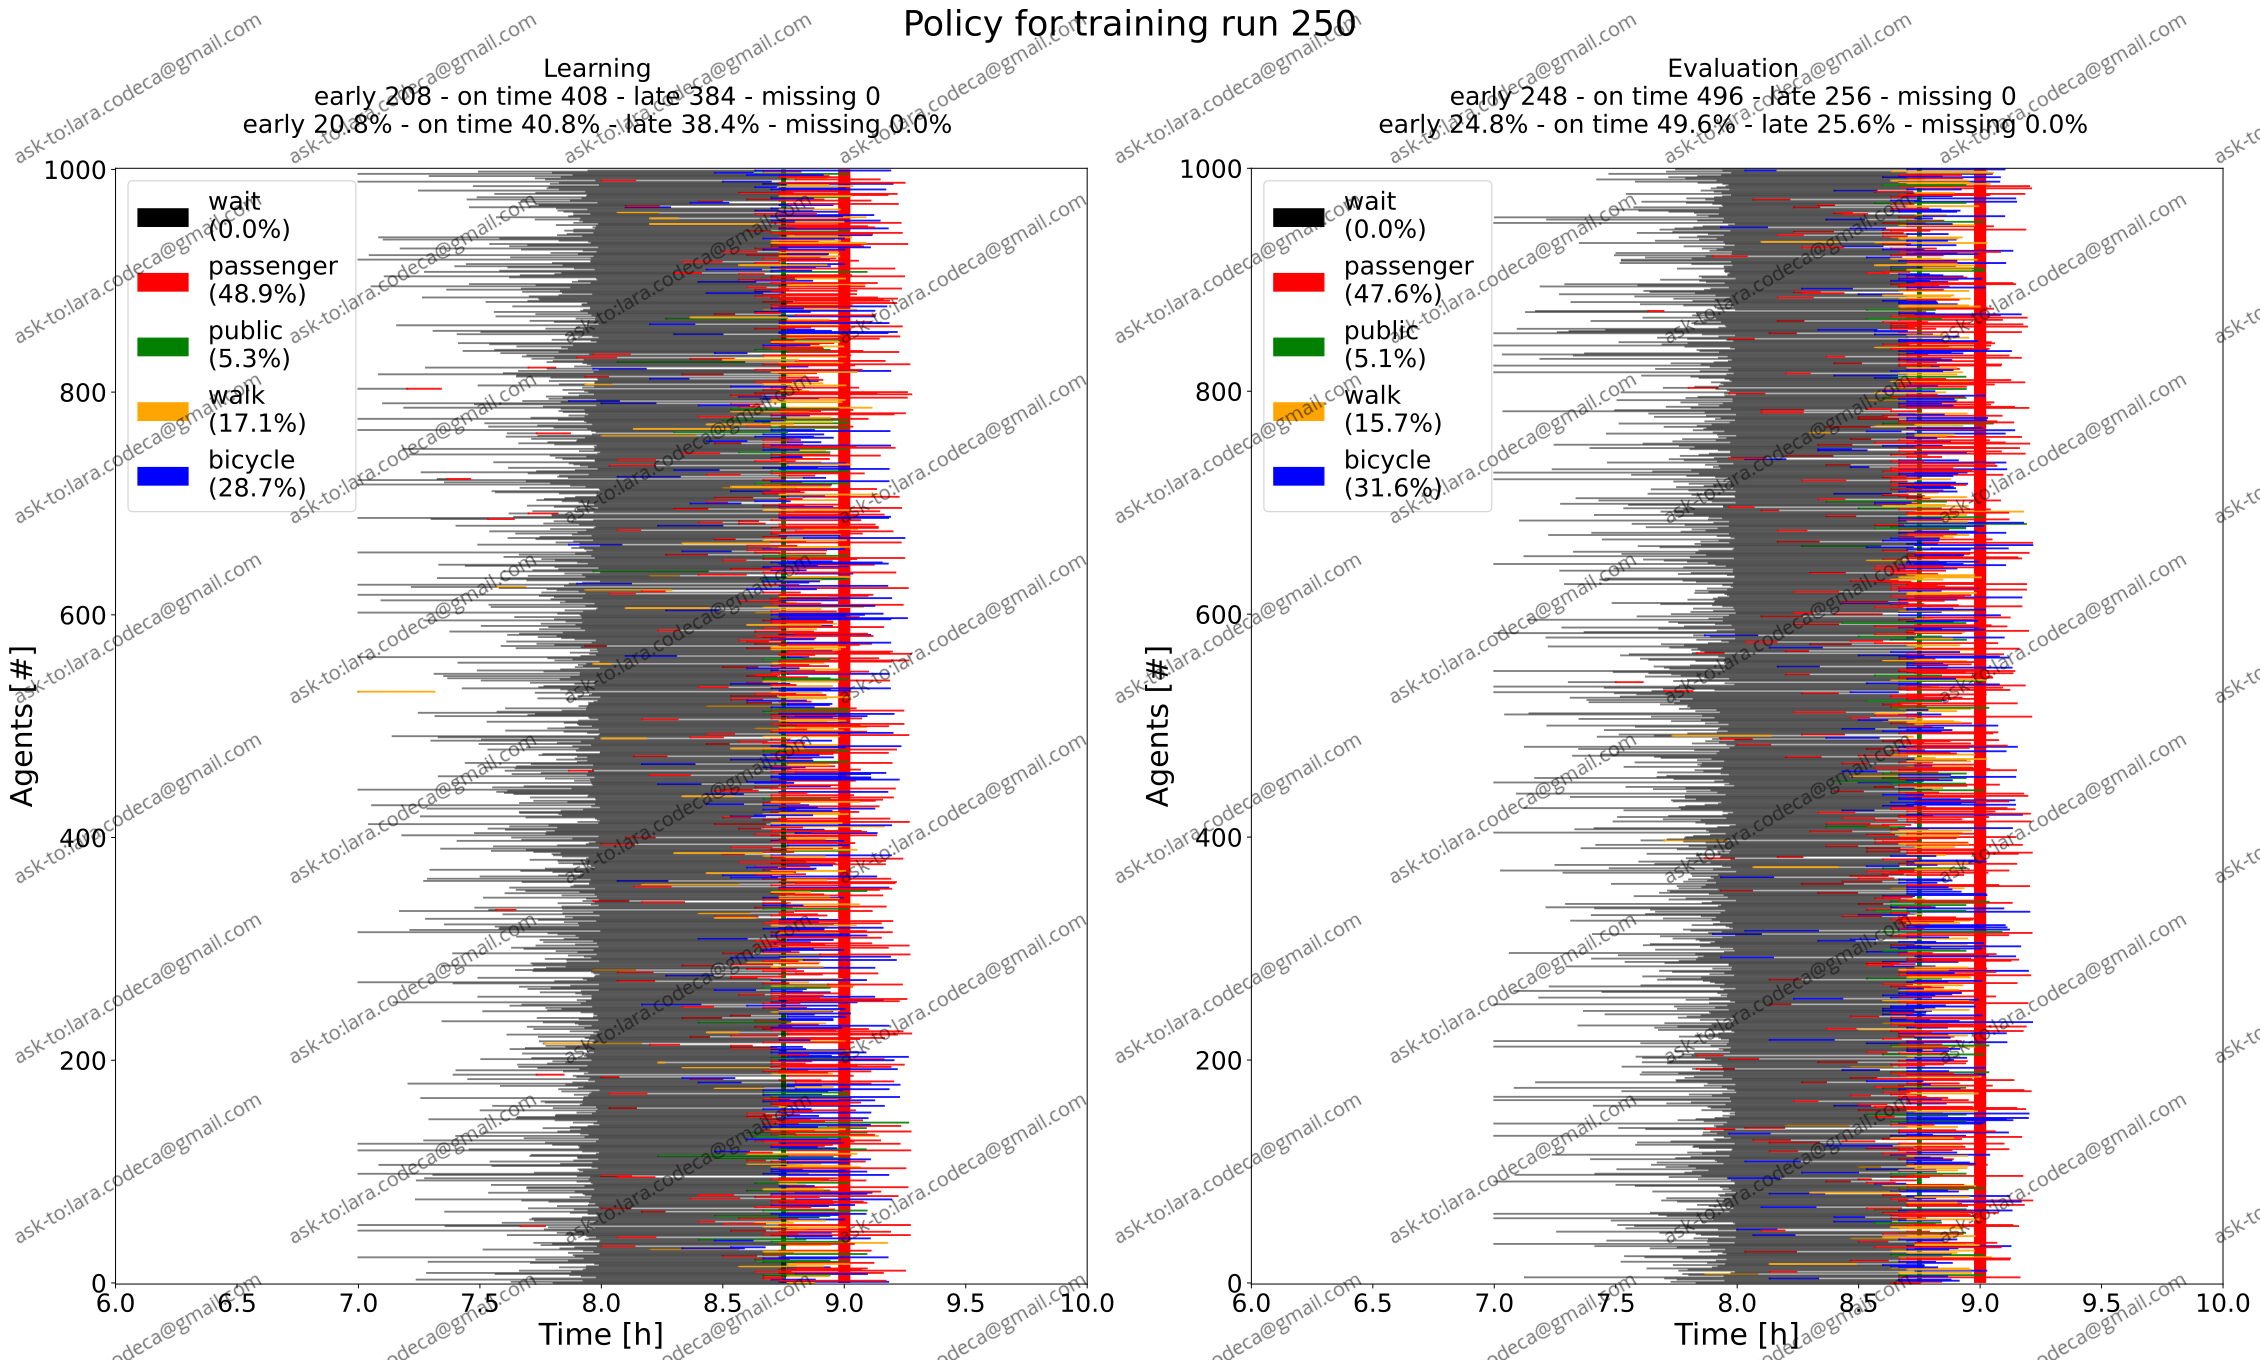 Policy for training run 250
Learning
early 208 - on time 408 - late 384 - missing 0
early 20.8% - on time 40.8% - late 38.4% - missing 0.0%
1000
800
600
400
200
0
Agents [#]
wait
(0.0%)
passenger
(48.9%)
public
(5.3%)
walk
(17.1%)
bicycle
(28.7%)
6.0 6.5 7.0 7.5 8.0 8.5 9.0 9.5 10.0
Time [h]
Evaluation
early 248 - on time 496 - late 256 - missing 0
early 24.8% - on time 49.6% - late 25.6% - missing 0.0%
1000
800
600
400
200
0
Agents [#]
wait
(0.0%)
passenger
(47.6%)
public
(5.1%)
walk
(15.7%)
bicycle
(31.6%)
6.0 6.5 7.0 7.5 8.0 8.5 9.0 9.5 10.0
Time [h]
ask-to:lara.codeca@gmail.com